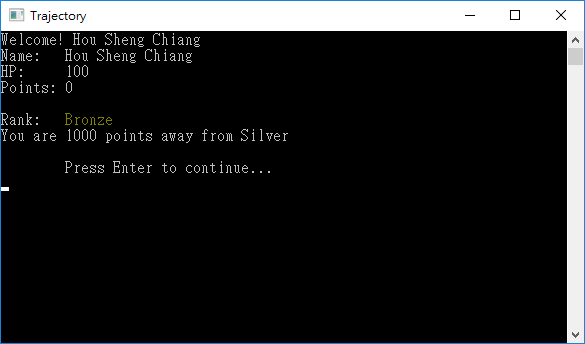 Trajectory
Welcome! Hou Sheng Chiang
Name:   Hou Sheng Chiang
HP:     100
Points: 0
Rank:   Bronze
You are 1000 points away from Silver
Press Enter to continue...